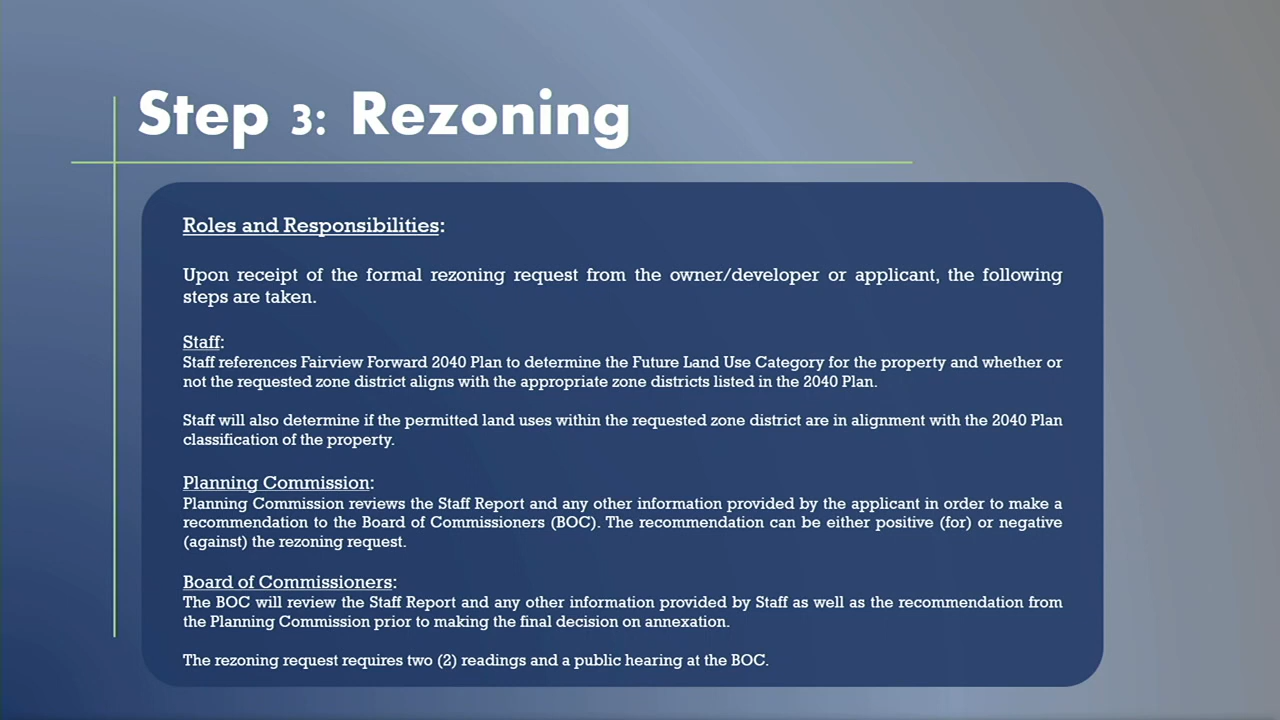 Step 3: Rezoning
Roles and Responsibilities:
Upon receipt of the formal rezoning request from the owner/developer or applicant, the following
steps are taken.
Staff:
Staff references Fairview Forward 2040 Plan to determine the Future Land Use Category for the property and whether or
not the requested zone district aligns with the appropriate zone districts listed in the 2040 Plan.
Staff will also determine if the permitted land uses within the requested zone district are in alignment with the 2040 Plan
classification of the property.
Planning Commission:
Planning Commission reviews the Staff Report and any other information provided by the applicant in order to make a
recommendation to the Board of Commissioners (BOC). The recommendation can be either positive (for) or negative
(against) the rezoning request.
Board of Commissioners:
The BOC will review the Staff Report and any other information provided by Staff as well as the recommendation from
the Planning Commission prior to making the final decision on annexation.
The rezoning request requires two (2) readings and a public hearing at the BOC.